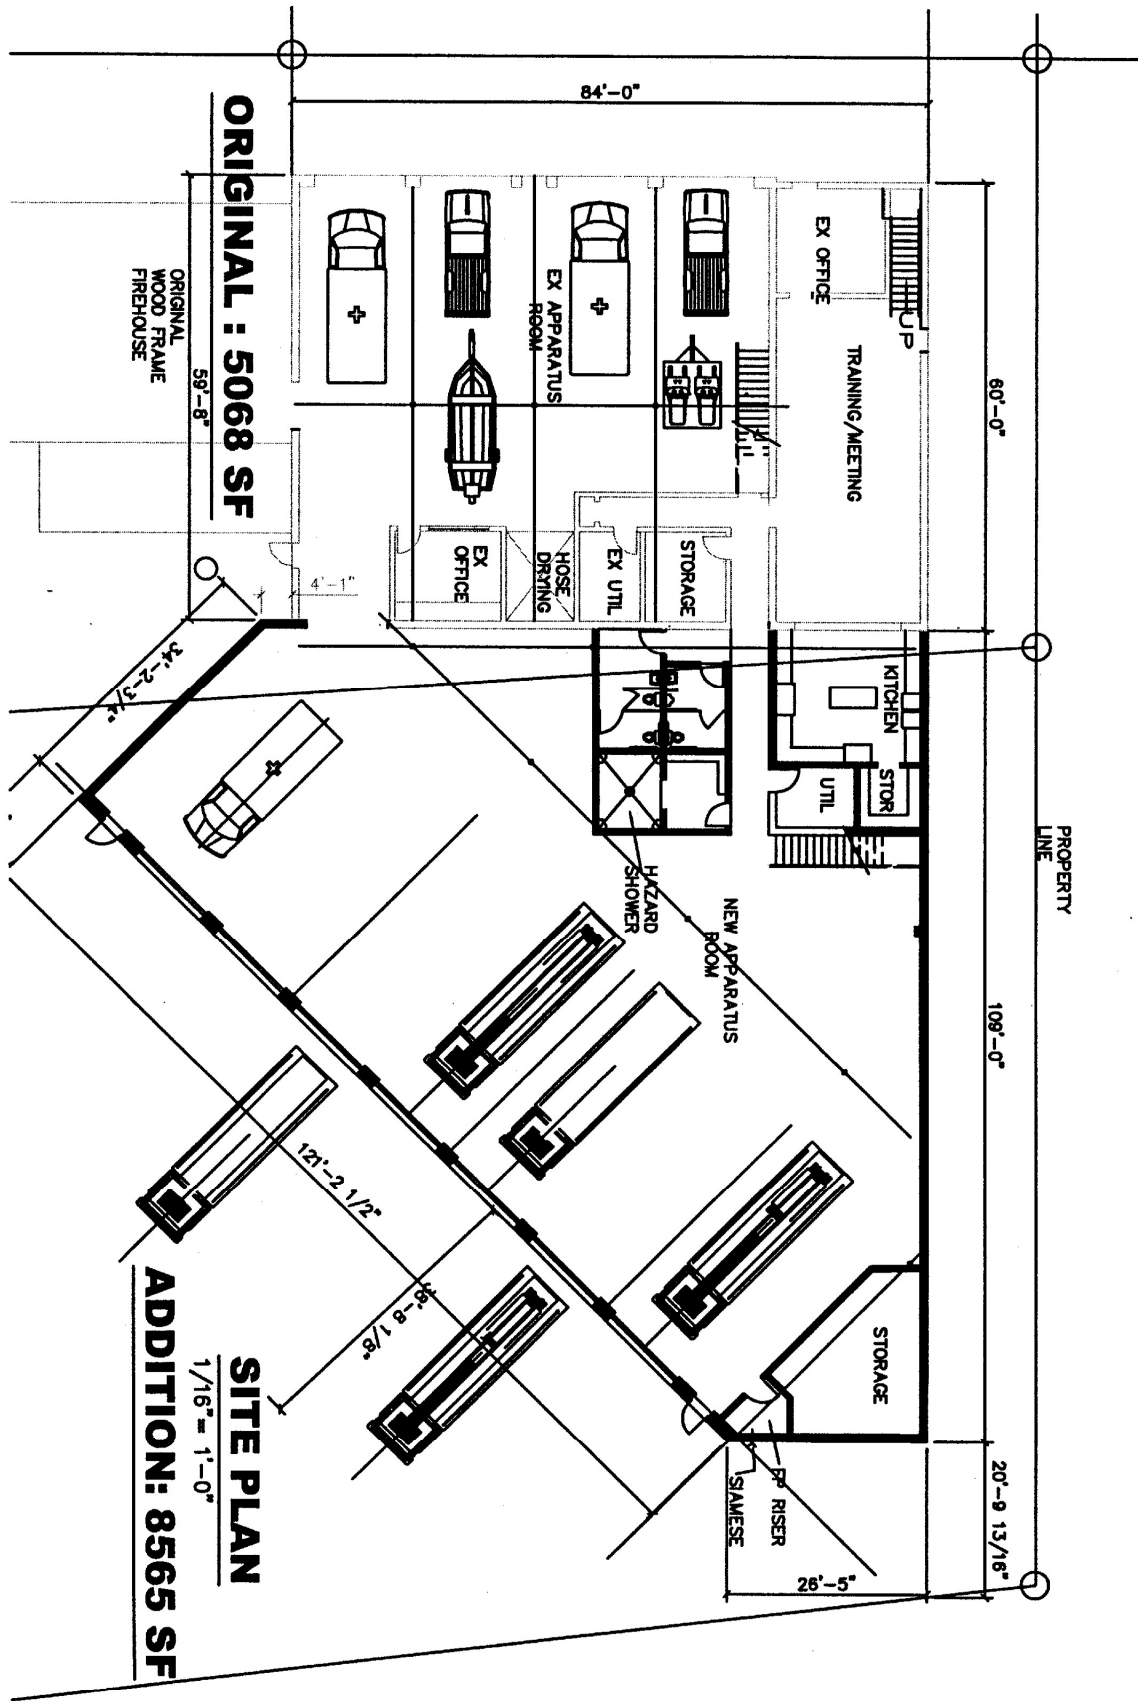 84'-0"
ORIGINAL : 5068 SF
59'-8"
ORIGINAL
WOOD FRAME
FIREHOUSE
EX APPARATUS
ROOM
EX OFFICE
UP
TRAINING/MEETING
60'-0"
EX
OFFICE
HOSE
DRYING
EX UTIL
STORAGE
4'-1"
34'-2-3/4"
KITCHEN
STOR
UTIL
HAZARD
SHOWER
NEW APPARATUS
ROOM
PROPERTY
LINE
109'-0"
121'-2 1/2"
38'-8 1/8"
STORAGE
FP RISER
SIAMESE
20'-9 13/16"
26'-5"
SITE PLAN
1/16"= 1'-0"
ADDITION: 8565 SF